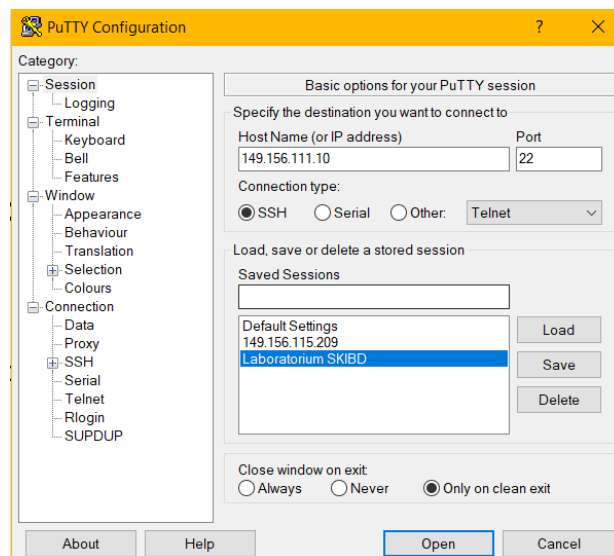 PuTTY Configuration ? ×
Category:
Session
Logging
Terminal
Keyboard
Bell
Features
Window
Appearance
Behaviour
Translation
Selection
Colours
Connection
Data
Proxy
SSH
Serial
Telnet
Rlogin
SUPDUP
Basic options for your PuTTY session
Specify the destination you want to connect to
Host Name (or IP address) Port
149.156.111.10 22
Connection type:
SSH Serial Other: Telnet
Load, save or delete a stored session
Saved Sessions
Default Settings
149.156.115.209
Laboratorium SKIBD
Load
Save
Delete
Close window on exit:
Always Never Only on clean exit
About Help Open Cancel